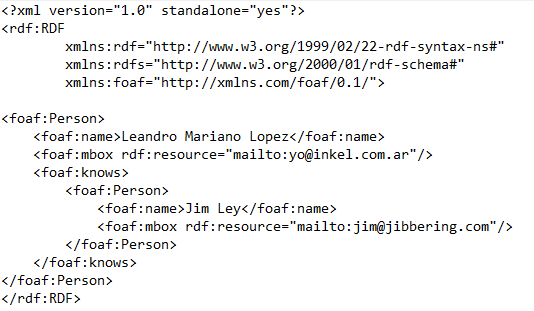 <?xml version="1.0" standalone="yes"?>
<rdf:RDF
        xmlns:rdf="http://www.w3.org/1999/02/22-rdf-syntax-ns#"
        xmlns:rdfs="http://www.w3.org/2000/01/rdf-schema#"
        xmlns:foaf="http://xmlns.com/foaf/0.1/">

<foaf:Person>
    <foaf:name>Leandro Mariano Lopez</foaf:name>
    <foaf:mbox rdf:resource="mailto:yo@inkel.com.ar"/>
    <foaf:knows>
        <foaf:Person>
            <foaf:name>Jim Ley</foaf:name>
            <foaf:mbox rdf:resource="mailto:jim@jibbering.com"/>
        </foaf:Person>
    </foaf:knows>
</foaf:Person>
</rdf:RDF>